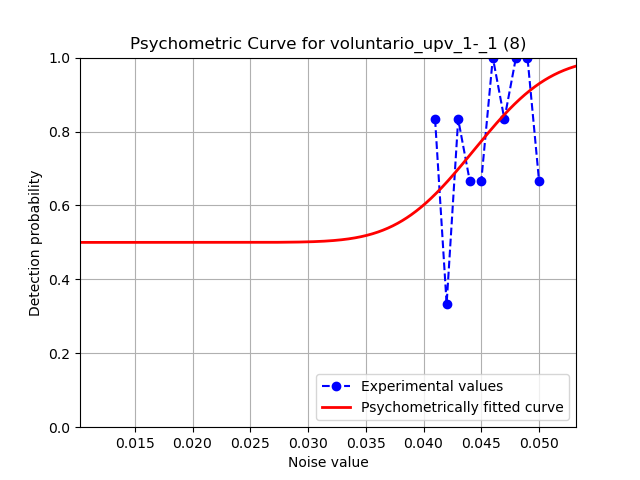 Psychometric Curve for voluntario_upv_1-_1 (8)
Detection probability
1.0
0.8
0.6
0.4
0.2
0.0
Experimental values
Psychometrically fitted curve
0.015 0.020 0.025 0.030 0.035 0.040 0.045 0.050
Noise value